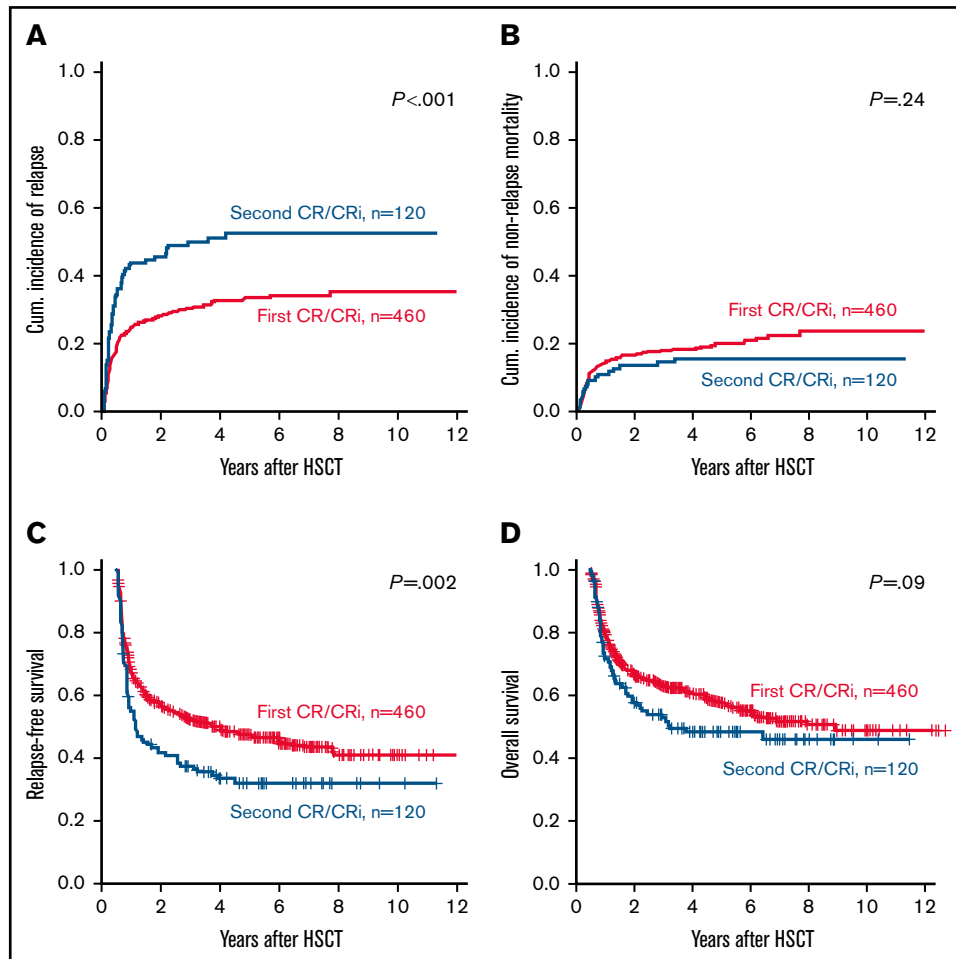 A
Cum. incidence of relapse
1.0
0.8
0.6
0.4
0.2
0.0
P<.001
Second CR/CRi, n=120
First CR/CRi, n=460
0 2 4 6 8 10 12
Years after HSCT
B
Cum. incidence of non-relapse mortality
1.0
0.8
0.6
0.4
0.2
0.0
P=.24
First CR/CRi, n=460
Second CR/CRi, n=120
0 2 4 6 8 10 12
Years after HSCT
C
Relapse-free survival
1.0
0.8
0.6
0.4
0.2
0.0
P=.002
First CR/CRi, n=460
Second CR/CRi, n=120
0 2 4 6 8 10 12
Years after HSCT
D
Overall survival
1.0
0.8
0.6
0.4
0.2
0.0
P=.09
First CR/CRi, n=460
Second CR/CRi, n=120
0 2 4 6 8 10 12
Years after HSCT